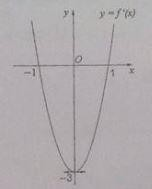 y
y = f'(x)
-1 O 1 x
-3